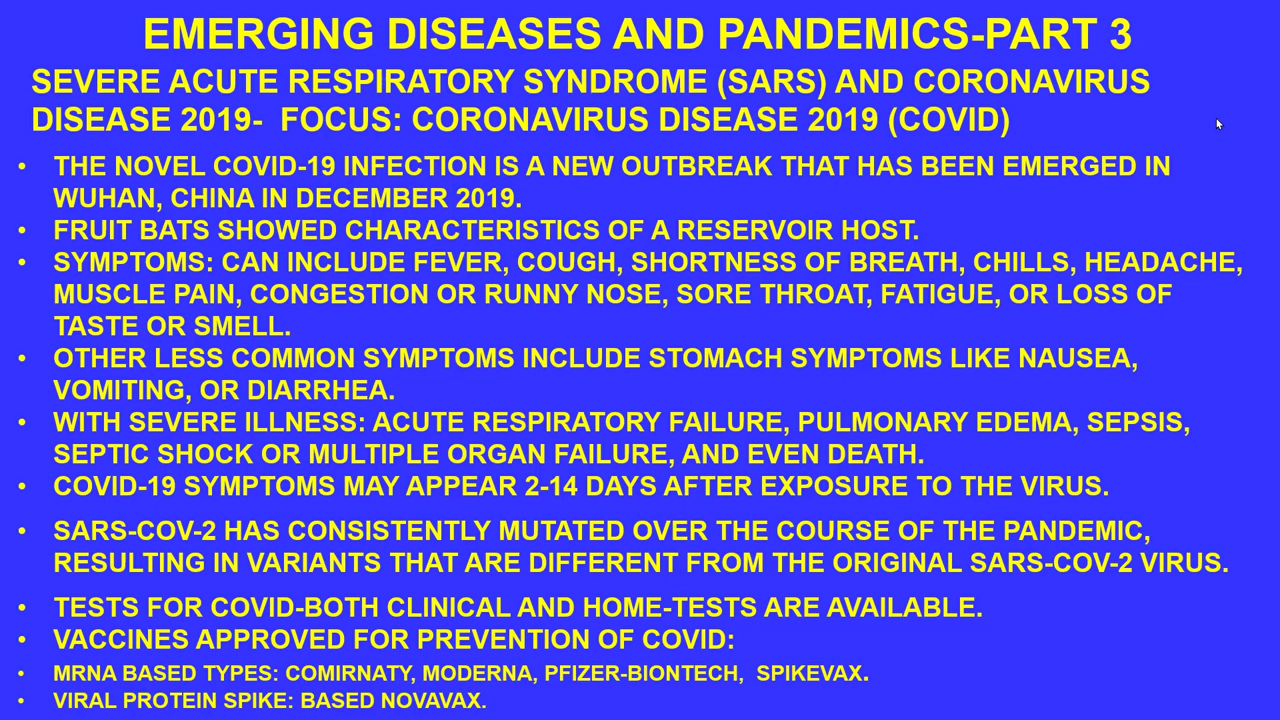 EMERGING DISEASES AND PANDEMICS-PART 3
SEVERE ACUTE RESPIRATORY SYNDROME (SARS) AND CORONAVIRUS
DISEASE 2019-  FOCUS: CORONAVIRUS DISEASE 2019 (COVID)
• THE NOVEL COVID-19 INFECTION IS A NEW OUTBREAK THAT HAS BEEN EMERGED IN
WUHAN, CHINA IN DECEMBER 2019.
• FRUIT BATS SHOWED CHARACTERISTICS OF A RESERVOIR HOST.
• SYMPTOMS: CAN INCLUDE FEVER, COUGH, SHORTNESS OF BREATH, CHILLS, HEADACHE,
MUSCLE PAIN, CONGESTION OR RUNNY NOSE, SORE THROAT, FATIGUE, OR LOSS OF
TASTE OR SMELL.
• OTHER LESS COMMON SYMPTOMS INCLUDE STOMACH SYMPTOMS LIKE NAUSEA,
VOMITING, OR DIARRHEA.
• WITH SEVERE ILLNESS: ACUTE RESPIRATORY FAILURE, PULMONARY EDEMA, SEPSIS,
SEPTIC SHOCK OR MULTIPLE ORGAN FAILURE, AND EVEN DEATH.
• COVID-19 SYMPTOMS MAY APPEAR 2-14 DAYS AFTER EXPOSURE TO THE VIRUS.
• SARS-COV-2 HAS CONSISTENTLY MUTATED OVER THE COURSE OF THE PANDEMIC,
RESULTING IN VARIANTS THAT ARE DIFFERENT FROM THE ORIGINAL SARS-COV-2 VIRUS.
• TESTS FOR COVID-BOTH CLINICAL AND HOME-TESTS ARE AVAILABLE.
• VACCINES APPROVED FOR PREVENTION OF COVID:
• MRNA BASED TYPES: COMIRNATY, MODERNA, PFIZER-BIONTECH,  SPIKEVAX.
• VIRAL PROTEIN SPIKE: BASED NOVAVAX.